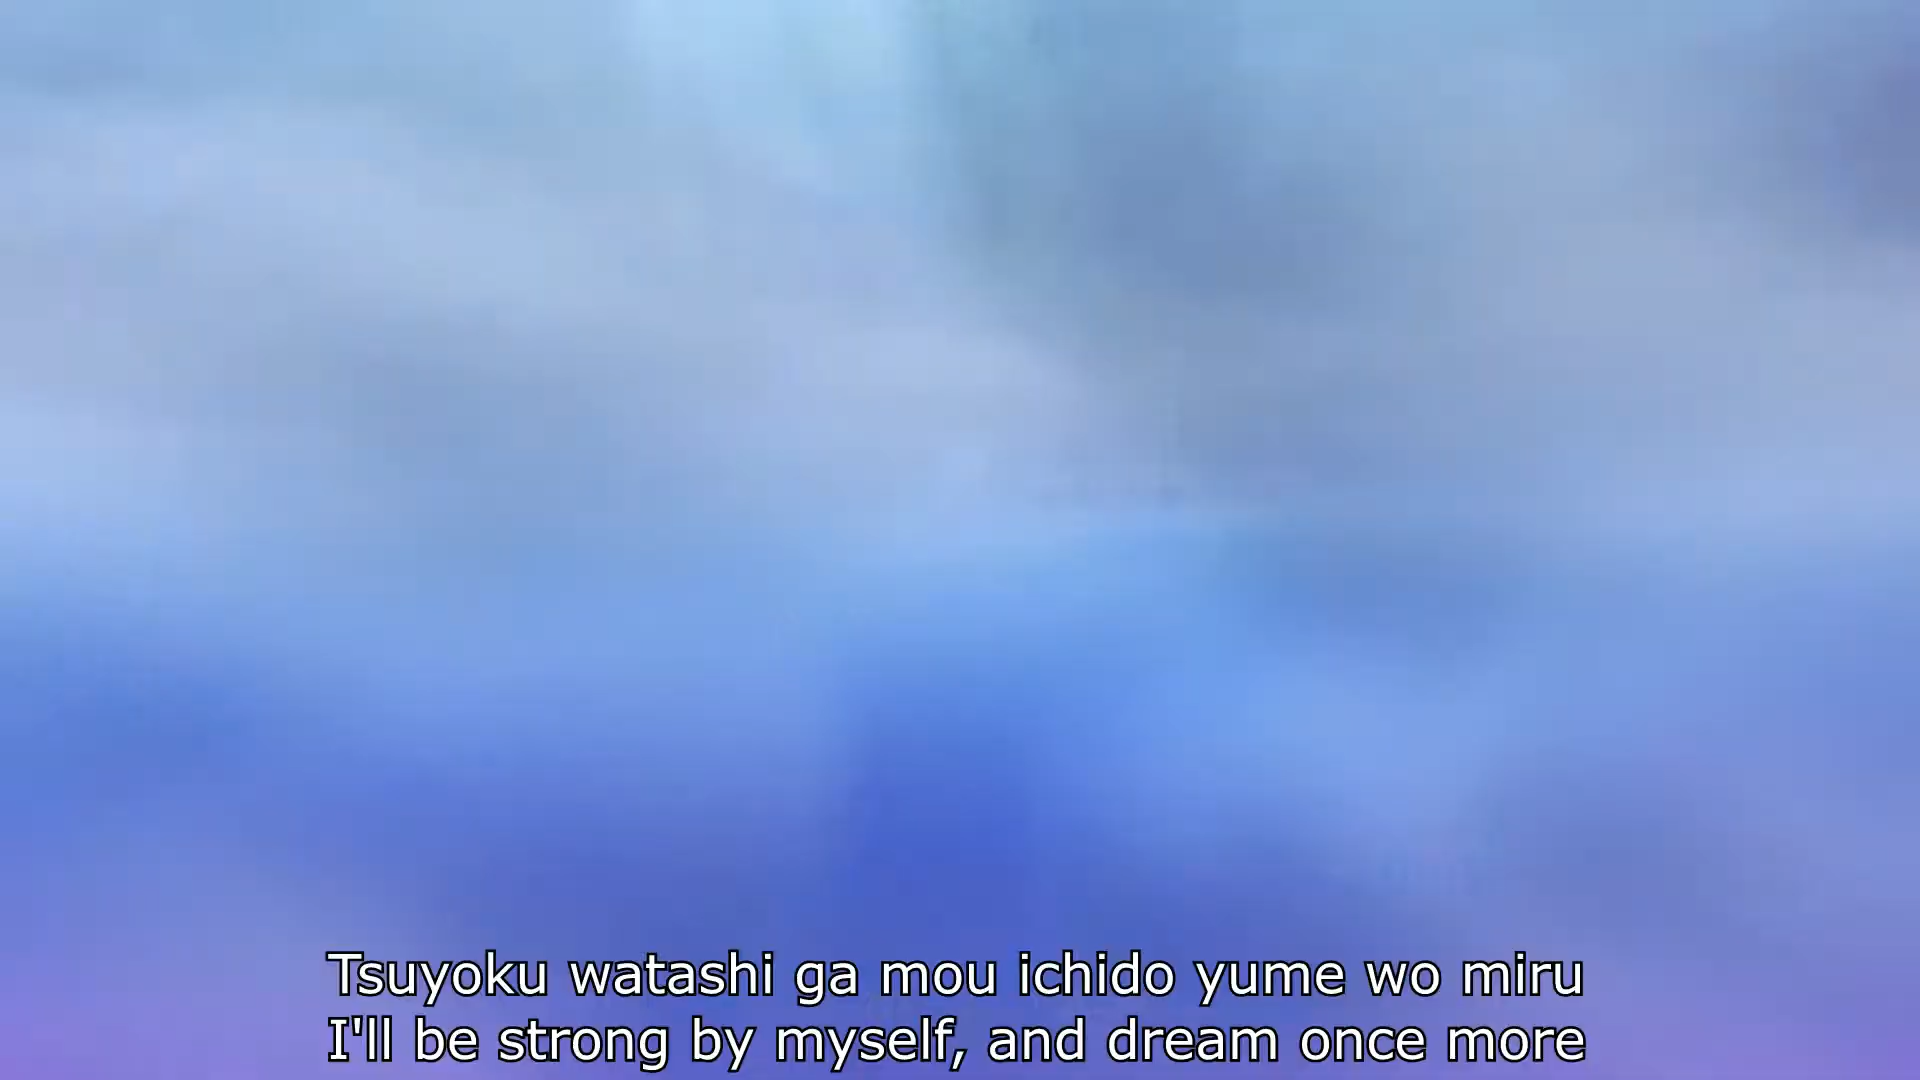 Tsuyoku watashi ga mou ichido yume wo miru
I'll be strong by myself, and dream once more